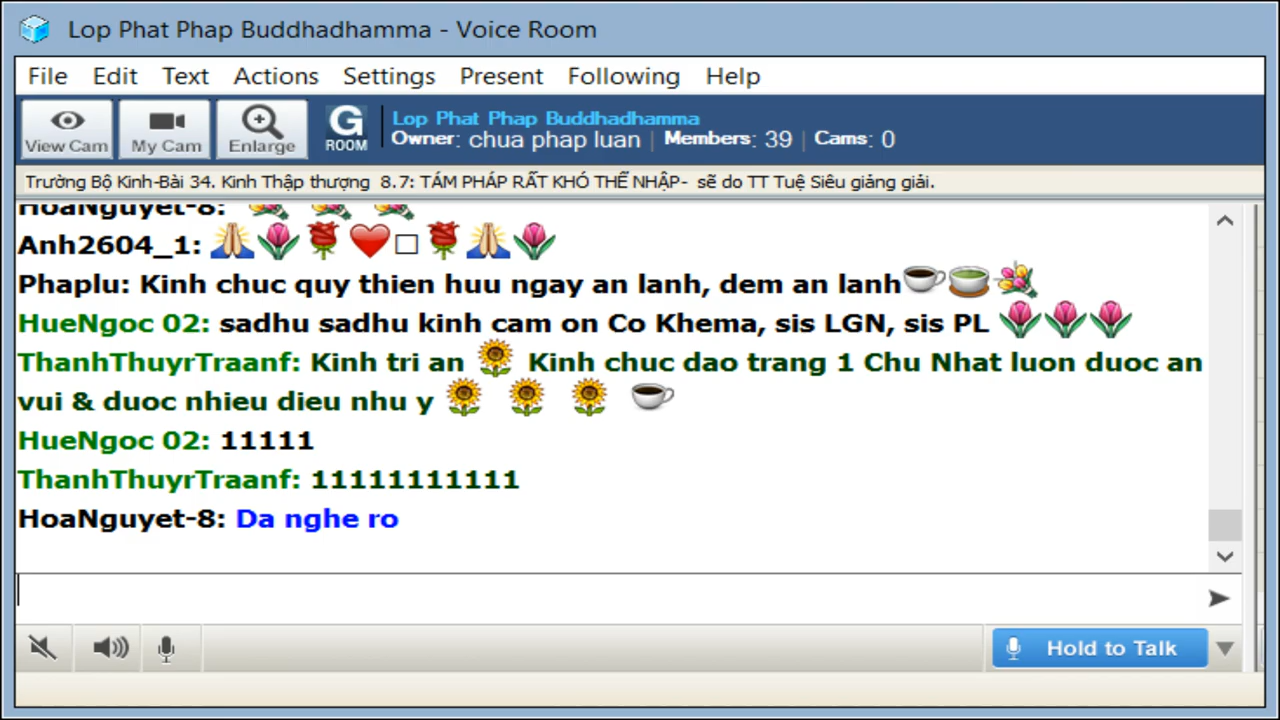 Lop Phat Phap Buddhadhamma - Voice Room
File Edit Text Actions Settings Present Following Help
View Cam My Cam Enlarge G ROOM
Lop Phat Phap Buddhadhamma
Owner: chua phap luan | Members: 39 | Cams: 0
Trường Bộ Kinh-Bài 34. Kinh Thập thượng 8.7: TÁM PHÁP RẤT KHÓ THỂ NHẬP- sẽ do TT Tuệ Siêu giảng giải.
HoaNguyet-8:
Anh2604_1:
Phaplu: Kinh chuc quy thien huu ngay an lanh, dem an lanh
HueNgoc 02: sadhu sadhu kinh cam on Co Khema, sis LGN, sis PL
ThanhThuyrTraanf: Kinh tri an Kinh chuc dao trang 1 Chu Nhat luon duoc an
vui & duoc nhieu dieu nhu y
HueNgoc 02: 11111
ThanhThuyrTraanf: 11111111111
HoaNguyet-8: Da nghe ro
Hold to Talk